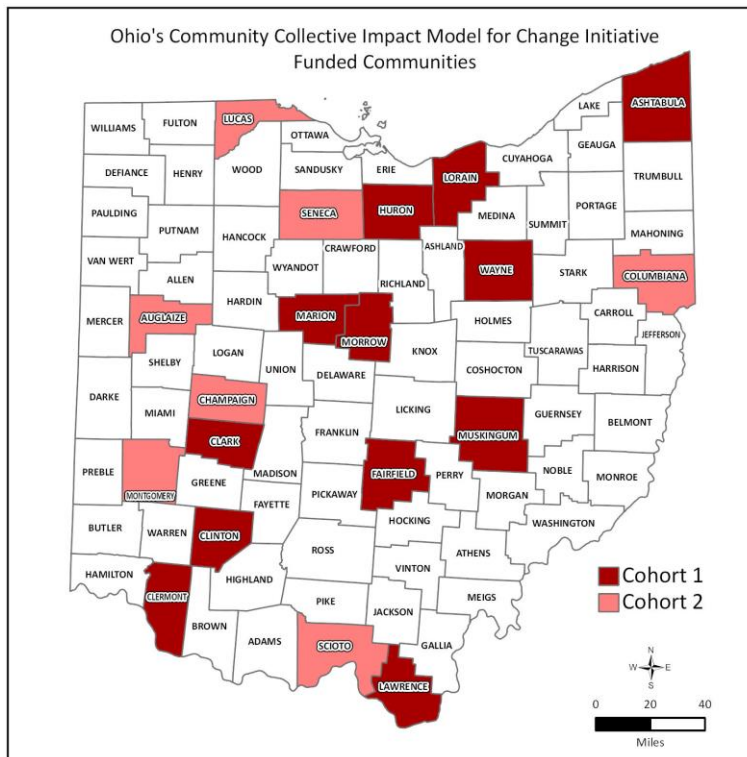 Ohio's Community Collective Impact Model for Change Initiative
Funded Communities
LAKE
ASHTABULA
LUCAS
FULTON
WILLIAMS
OTTAWA
GEAUGA
CUYAHOGA
DEFIANCE
HENRY
WOOD
SANDUSKY
ERIE
LORAIN
TRUMBULL
PORTAGE
SUMMIT
MEDINA
HURON
SENECA
PAULDING
PUTNAM
HANCOCK
MAHONING
ASHLAND
CRAWFORD
VAN WERT
WYANDOT
WAYNE
STARK
COLUMBIANA
ALLEN
RICHLAND
HARDIN
CARROLL
MERCER
AUGLAIZE
MARION
HOLMES
JEFFERSON
MORROW
KNOX
TUSCARAWAS
SHELBY
LOGAN
UNION
DELAWARE
COSHOCTON
HARRISON
DARKE
CHAMPAIGN
MIAMI
LICKING
GUERNSEY
BELMONT
FRANKLIN
MUSKINGUM
CLARK
MADISON
PREBLE
FAIRFIELD
PERRY
NOBLE
MONROE
MONTGOMERY
GREENE
PICKAWAY
MORGAN
FAYETTE
HOCKING
WASHINGTON
BUTLER
WARREN
CLINTON
ROSS
ATHENS
VINTON
HAMILTON
HIGHLAND
Cohort 1
CLERMONT
MEIGS
PIKE
JACKSON
Cohort 2
BROWN
ADAMS
SCIOTO
GALLIA
LAWRENCE
N
W E
S
0 20 40
Miles